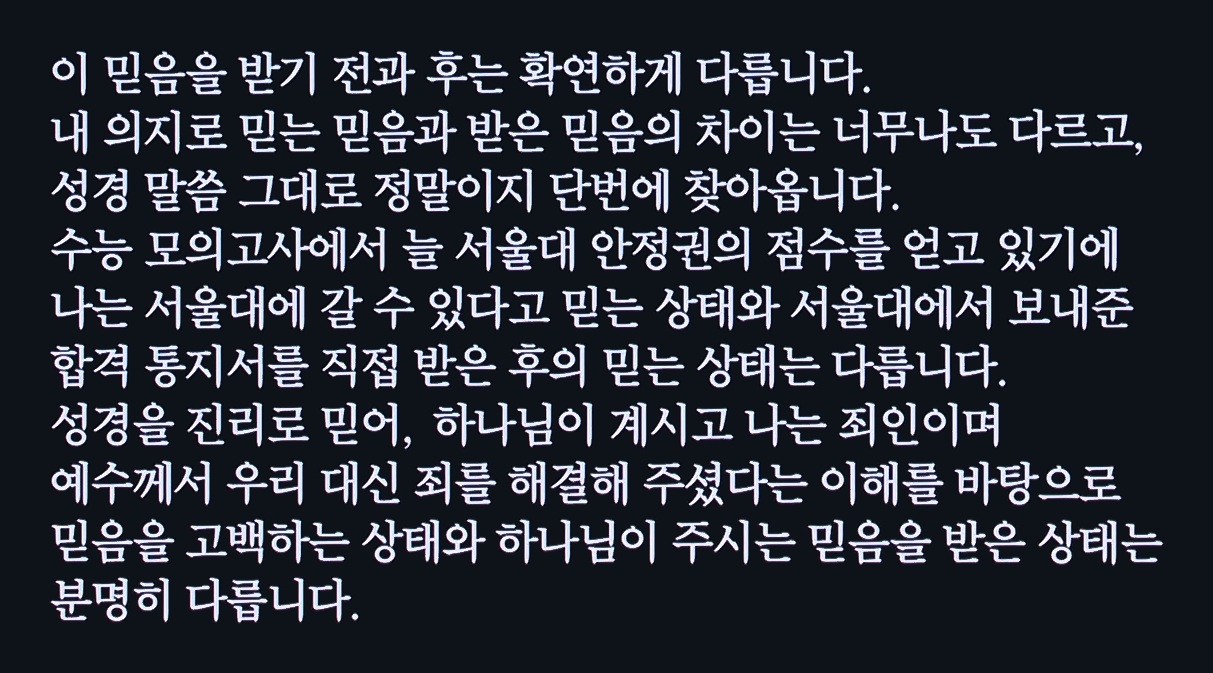 이 믿음을 받기 전과 후는 확연하게 다릅니다.
내 의지로 믿는 믿음과 받은 믿음의 차이는 너무나도 다르고,
성경 말씀 그대로 정말이지 단번에 찾아옵니다.
수능 모의고사에서 늘 서울대 안정권의 점수를 얻고 있기에
나는 서울대에 갈 수 있다고 믿는 상태와 서울대에서 보내준
합격 통지서를 직접 받은 후의 믿는 상태는 다릅니다.
성경을 진리로 믿어, 하나님이 계시고 나는 죄인이며
예수께서 우리 대신 죄를 해결해 주셨다는 이해를 바탕으로
믿음을 고백하는 상태와 하나님이 주시는 믿음을 받은 상태는
분명히 다릅니다.